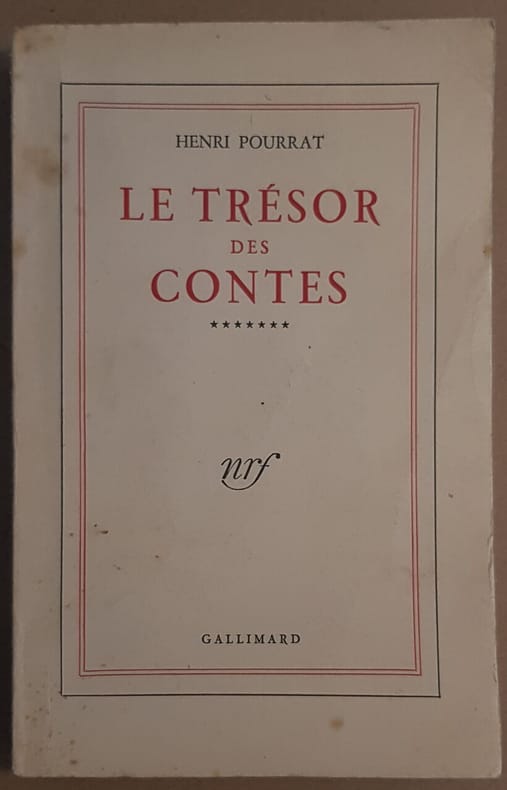 HENRI POURRAT
LE TRÉSOR
DES
CONTES
★★★★★★★
nrf
GALLIMARD